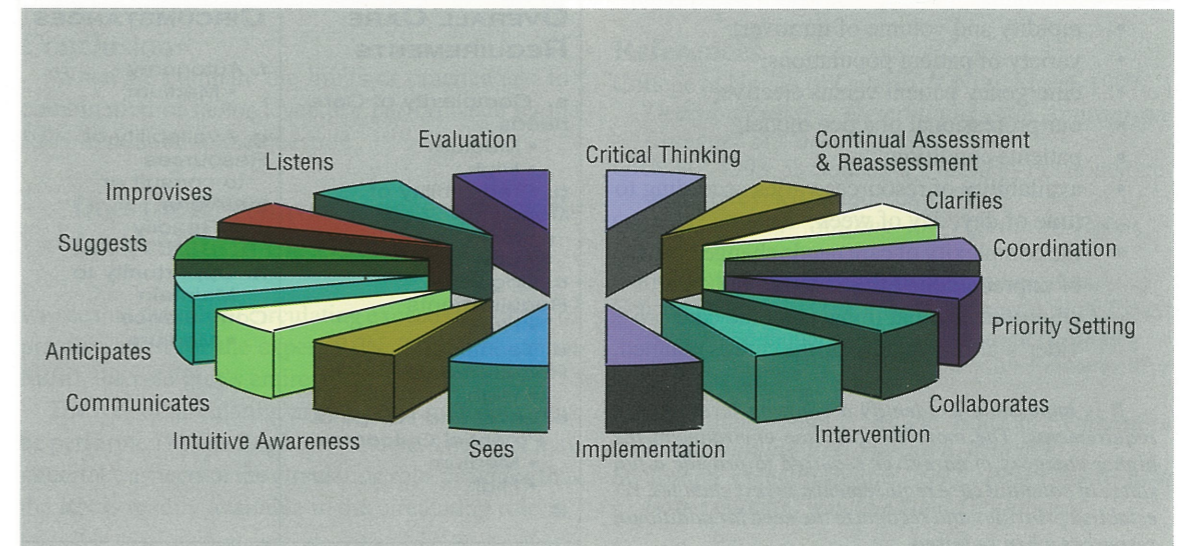 Evaluation
Critical Thinking
Continual Assessment
& Reassessment
Listens
Improvises
Clarifies
Suggests
Coordination
Anticipates
Priority Setting
Communicates
Collaborates
Intuitive Awareness
Sees
Implementation
Intervention